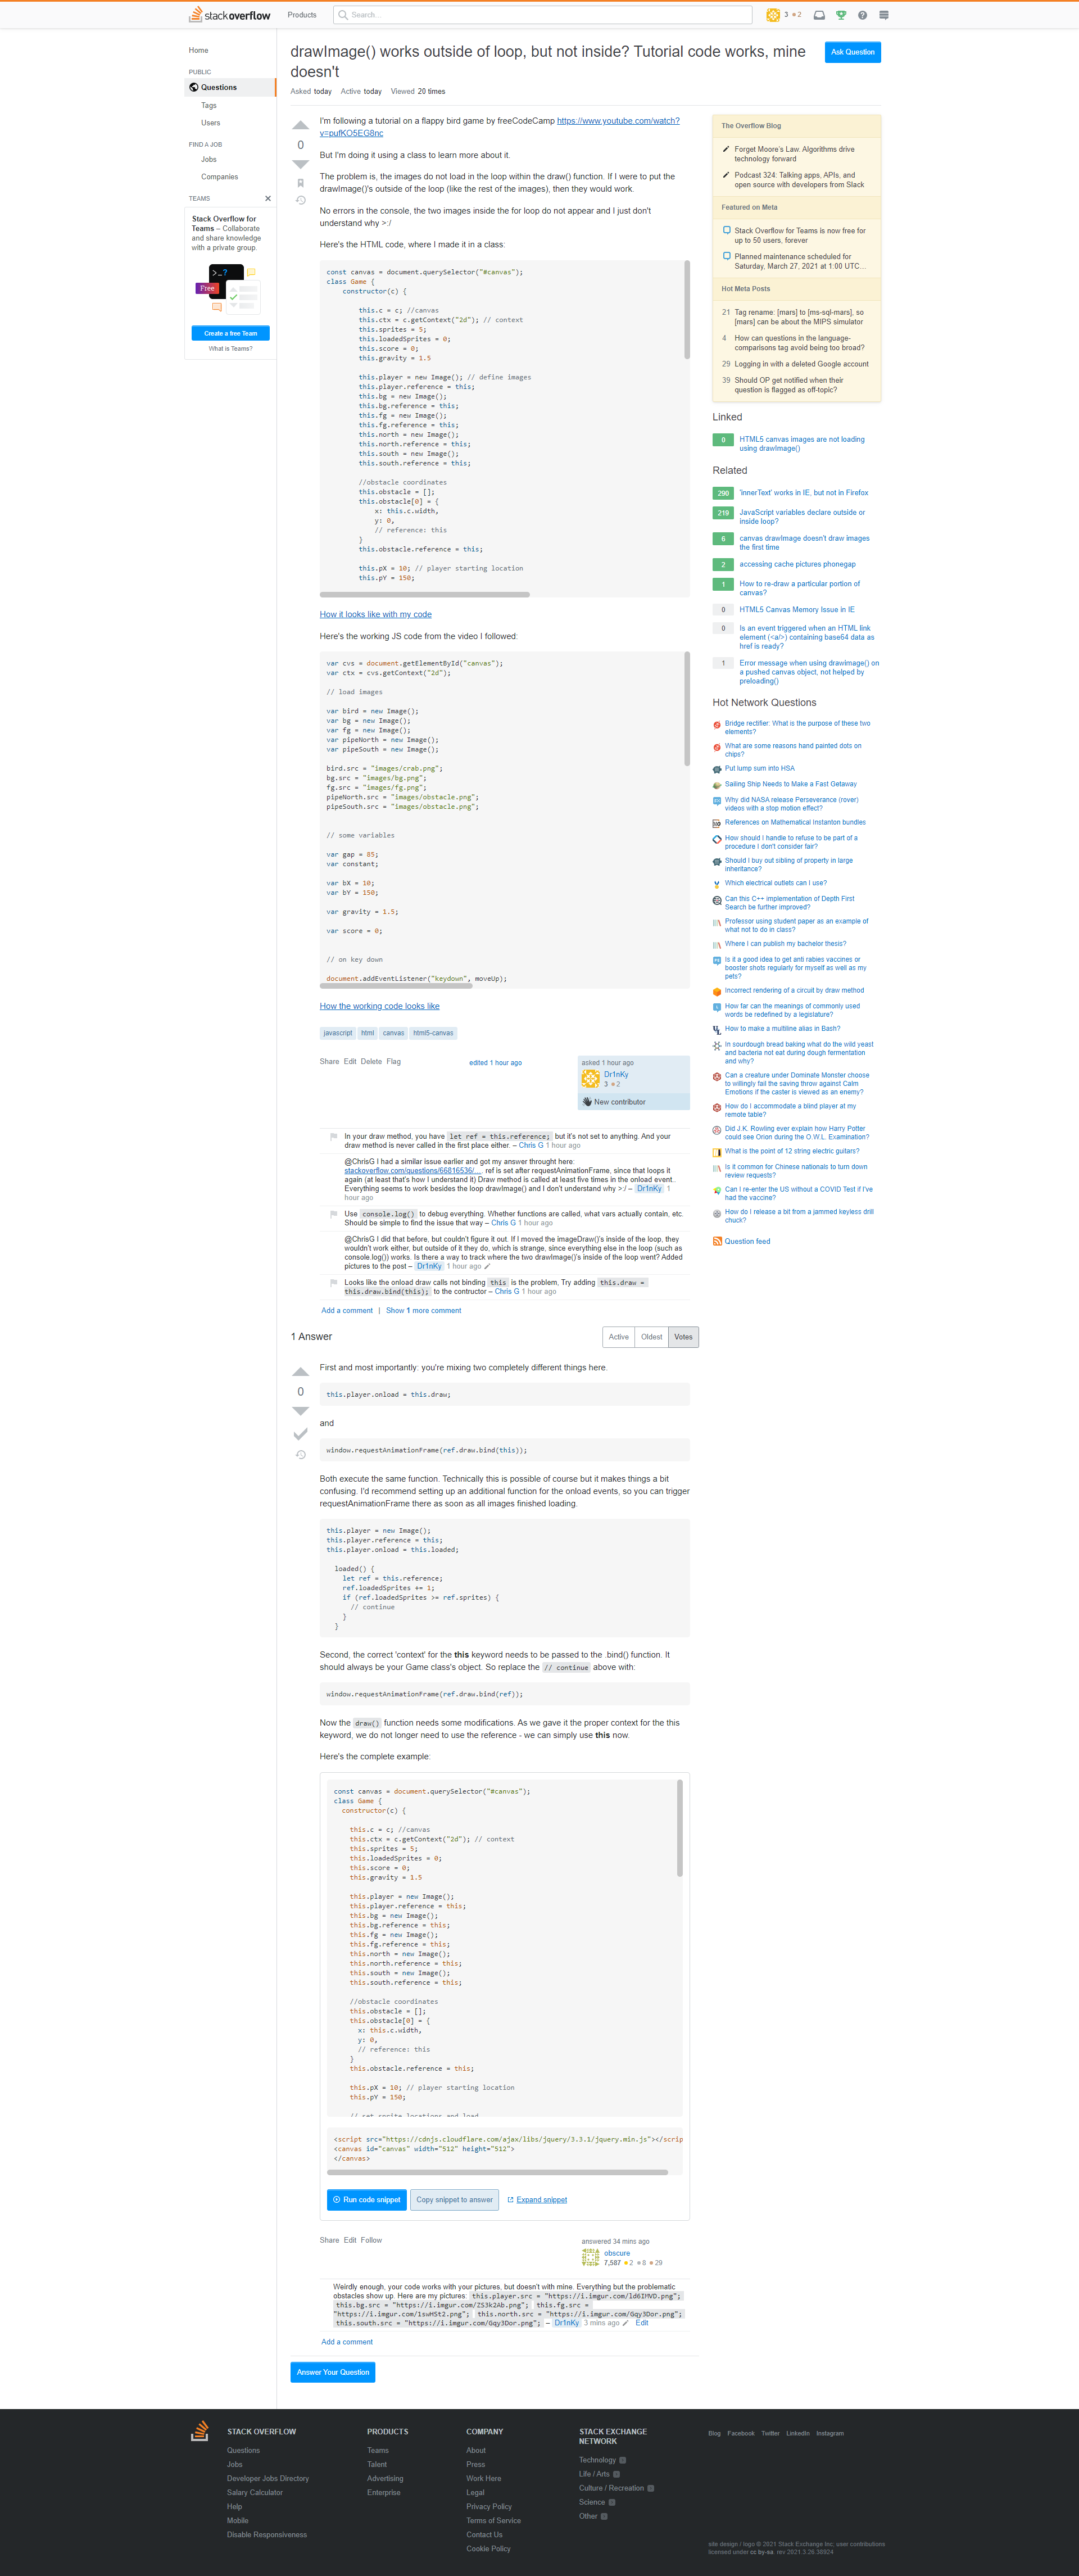 stackoverflow
Products
Search...
3 2
Home
PUBLIC
Questions
Tags
Users
FIND A JOB
Jobs
Companies
TEAMS
Stack Overflow for
Teams – Collaborate
and share knowledge
with a private group.
>_?
Free
Create a free Team
What is Teams?
drawImage() works outside of loop, but not inside? Tutorial code works, mine
doesn't
Ask Question
Asked today Active today Viewed 20 times
0
I'm following a tutorial on a flappy bird game by freeCodeCamp https://www.youtube.com/watch?
v=pufKO5EG8nc
But I'm doing it using a class to learn more about it.
The problem is, the images do not load in the loop within the draw() function. If I were to put the
drawImage()'s outside of the loop (like the rest of the images), then they would work.
No errors in the console, the two images inside the for loop do not appear and I just don't
understand why >:/
Here's the HTML code, where I made it in a class:
const canvas = document.querySelector("#canvas");
class Game {
constructor(c) {
this.c = c; //canvas
this.ctx = c.getContext("2d"); // context
this.sprites = 5;
this.loadedSprites = 0;
this.score = 0;
this.gravity = 1.5
this.player = new Image(); // define images
this.player.reference = this;
this.bg = new Image();
this.bg.reference = this;
this.fg = new Image();
this.fg.reference = this;
this.north = new Image();
this.north.reference = this;
this.south = new Image();
this.south.reference = this;
//obstacle coordinates
this.obstacle = [];
this.obstacle[0] = {
x: this.c.width,
y: 0,
// reference: this
}
this.obstacle.reference = this;
this.pX = 10; // player starting location
this.pY = 150;
How it looks like with my code
Here's the working JS code from the video I followed:
var cvs = document.getElementById("canvas");
var ctx = cvs.getContext("2d");
// load images
var bird = new Image();
var bg = new Image();
var fg = new Image();
var pipeNorth = new Image();
var pipeSouth = new Image();
bird.src = "images/crab.png";
bg.src = "images/bg.png";
fg.src = "images/fg.png";
pipeNorth.src = "images/obstacle.png";
pipeSouth.src = "images/obstacle.png";
// some variables
var gap = 85;
var constant;
var bX = 10;
var bY = 150;
var gravity = 1.5;
var score = 0;
// on key down
document.addEventListener("keydown", moveUp);
How the working code looks like
javascript html canvas html5-canvas
Share Edit Delete Flag
edited 1 hour ago
asked 1 hour ago
Dr1nKy
3 2
New contributor
In your draw method, you have let ref = this.reference; but it's not set to anything. And your
draw method is never called in the first place either. – Chris G 1 hour ago
@ChrisG I had a similar issue earlier and got my answer throught here:
stackoverflow.com/questions/66816536/..., ref is set after requestAnimationFrame, since that loops it
again (at least that's how I understand it) Draw method is called at least five times in the onload event..
Everything seems to work besides the loop drawImage() and I don't understand why >:/ – Dr1nKy 1
hour ago
Use console.log() to debug everything. Whether functions are called, what vars actually contain, etc.
Should be simple to find the issue that way – Chris G 1 hour ago
@ChrisG I did that before, but couldn't figure it out. If I moved the imageDraw()'s inside of the loop, they
wouldn't work either, but outside of it they do, which is strange, since everything else in the loop (such as
console.log()) works. Is there a way to track where the two drawImage()'s inside of the loop went? Added
pictures to the post – Dr1nKy 1 hour ago
Looks like the onload draw calls not binding this is the problem. Try adding this.draw =
this.draw.bind(this); to the contructor – Chris G 1 hour ago
Add a comment | Show 1 more comment
1 Answer
Active Oldest Votes
0
First and most importantly: you're mixing two completely different things here.
this.player.onload = this.draw;
and
window.requestAnimationFrame(ref.draw.bind(this));
Both execute the same function. Technically this is possible of course but it makes things a bit
confusing. I'd recommend setting up an additional function for the onload events, so you can trigger
requestAnimationFrame there as soon as all images finished loading.
this.player = new Image();
this.player.reference = this;
this.player.onload = this.loaded;
loaded() {
let ref = this.reference;
ref.loadedSprites += 1;
if (ref.loadedSprites >= ref.sprites) {
// continue
}
}
Second, the correct 'context' for the this keyword needs to be passed to the .bind() function. It
should always be your Game class's object. So replace the // continue above with:
window.requestAnimationFrame(ref.draw.bind(ref));
Now the draw() function needs some modifications. As we gave it the proper context for the this
keyword, we do not longer need to use the reference - we can simply use this now.
Here's the complete example:
const canvas = document.querySelector("#canvas");
class Game {
constructor(c) {
this.c = c; //canvas
this.ctx = c.getContext("2d"); // context
this.sprites = 5;
this.loadedSprites = 0;
this.score = 0;
this.gravity = 1.5
this.player = new Image();
this.player.reference = this;
this.bg = new Image();
this.bg.reference = this;
this.fg = new Image();
this.fg.reference = this;
this.north = new Image();
this.north.reference = this;
this.south = new Image();
this.south.reference = this;
//obstacle coordinates
this.obstacle = [];
this.obstacle[0] = {
x: this.c.width,
y: 0,
// reference: this
}
this.obstacle.reference = this;
this.pX = 10; // player starting location
this.pY = 150;
// set sprite locations and load
<script src="https://cdnjs.cloudflare.com/ajax/libs/jquery/3.3.1/jquery.min.js"></scrip
<canvas id="canvas" width="512" height="512">
</canvas>
Run code snippet Copy snippet to answer Expand snippet
Share Edit Follow
answered 34 mins ago
obscure
7,587 2 8 29
Weirdly enough, your code works with your pictures, but doesn't with mine. Everything but the problematic
obstacles show up. Here are my pictures: this.player.src = "https://i.imgur.com/ld6IMVD.png";
this.bg.src = "https://i.imgur.com/ZS3k2Ab.png"; this.fg.src =
"https://i.imgur.com/1swHSt2.png"; this.north.src = "https://i.imgur.com/Gqy3Dor.png";
this.south.src = "https://i.imgur.com/Gqy3Dor.png"; – Dr1nKy 3 mins ago Edit
Add a comment
Answer Your Question
The Overflow Blog
Forget Moore's Law. Algorithms drive
technology forward
Podcast 324: Talking apps, APIs, and
open source with developers from Slack
Featured on Meta
Stack Overflow for Teams is now free for
up to 50 users, forever
Planned maintenance scheduled for
Saturday, March 27, 2021 at 1:00 UTC...
Hot Meta Posts
21 Tag rename: [mars] to [ms-sql-mars], so
[mars] can be about the MIPS simulator
4 How can questions in the language-
comparisons tag avoid being too broad?
29 Logging in with a deleted Google account
39 Should OP get notified when their
question is flagged as off-topic?
Linked
0 HTML5 canvas images are not loading
using drawImage()
Related
290 'innerText' works in IE, but not in Firefox
219 JavaScript variables declare outside or
inside loop?
6 canvas drawImage doesn't draw images
the first time
2 accessing cache pictures phonegap
1 How to re-draw a particular portion of
canvas?
0 HTML5 Canvas Memory Issue in IE
0 Is an event triggered when an HTML link
element (<a/>) containing base64 data as
href is ready?
1 Error message when using drawimage() on
a pushed canvas object, not helped by
preloading()
Hot Network Questions
Bridge rectifier: What is the purpose of these two
elements?
What are some reasons hand painted dots on
chips?
Put lump sum into HSA
Sailing Ship Needs to Make a Fast Getaway
Why did NASA release Perseverance (rover)
videos with a stop motion effect?
References on Mathematical Instanton bundles
How should I handle to refuse to be part of a
procedure I don't consider fair?
Should I buy out sibling of property in large
inheritance?
Which electrical outlets can I use?
Can this C++ implementation of Depth First
Search be further improved?
Professor using student paper as an example of
what not to do in class?
Where I can publish my bachelor thesis?
Is it a good idea to get anti rabies vaccines or
booster shots regularly for myself as well as my
pets?
Incorrect rendering of a circuit by draw method
How far can the meanings of commonly used
words be redefined by a legislature?
How to make a multiline alias in Bash?
In sourdough bread baking what do the wild yeast
and bacteria not eat during dough fermentation
and why?
Can a creature under Dominate Monster choose
to willingly fail the saving throw against Calm
Emotions if the caster is viewed as an enemy?
How do I accommodate a blind player at my
remote table?
Did J.K. Rowling ever explain how Harry Potter
could see Orion during the O.W.L. Examination?
What is the point of 12 string electric guitars?
Is it common for Chinese nationals to turn down
review requests?
Can I re-enter the US without a COVID Test if I've
had the vaccine?
How do I release a bit from a jammed keyless drill
chuck?
Question feed
STACK OVERFLOW
Questions
Jobs
Developer Jobs Directory
Salary Calculator
Help
Mobile
Disable Responsiveness
PRODUCTS
Teams
Talent
Advertising
Enterprise
COMPANY
About
Press
Work Here
Legal
Privacy Policy
Terms of Service
Contact Us
Cookie Policy
STACK EXCHANGE
NETWORK
Technology
Life / Arts
Culture / Recreation
Science
Other
Blog Facebook Twitter LinkedIn Instagram
site design / logo © 2021 Stack Exchange Inc; user contributions
licensed under cc by-sa. rev 2021.3.26.38924